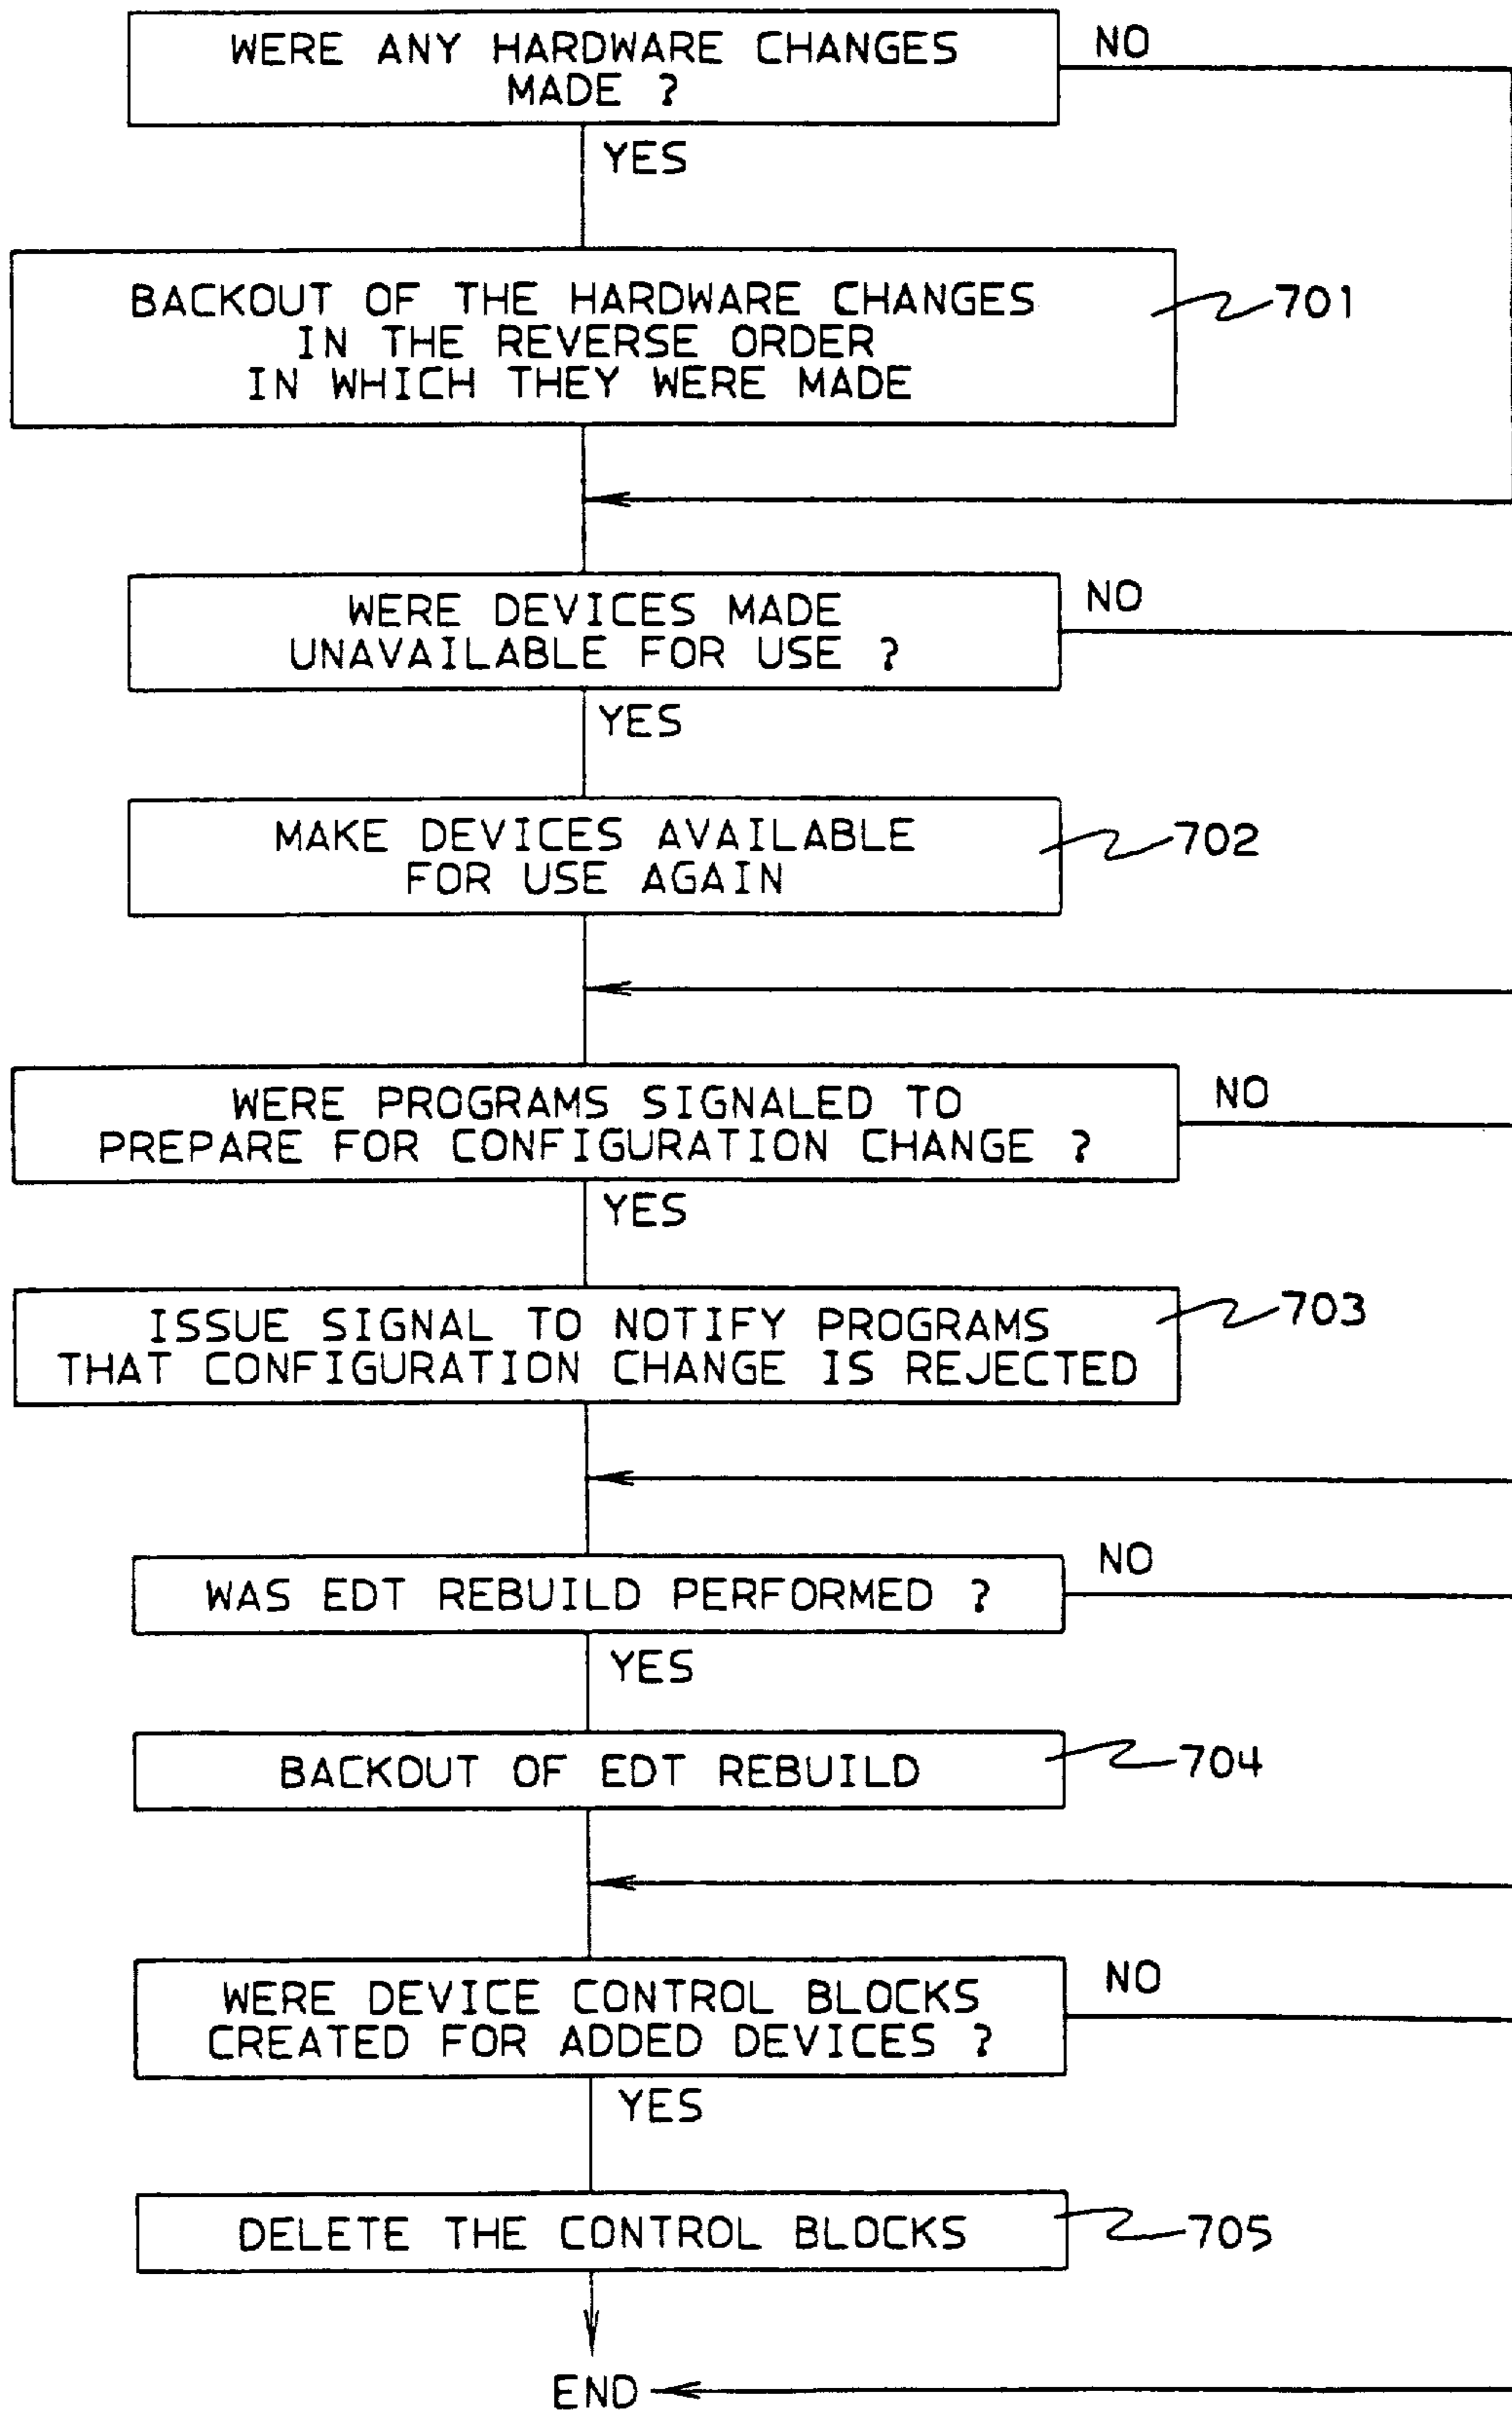 WERE ANY HARDWARE CHANGES
MADE ?
NO
YES
BACKOUT OF THE HARDWARE CHANGES
IN THE REVERSE ORDER
IN WHICH THEY WERE MADE
701
WERE DEVICES MADE
UNAVAILABLE FOR USE ?
NO
YES
MAKE DEVICES AVAILABLE
FOR USE AGAIN
702
WERE PROGRAMS SIGNALED TO
PREPARE FOR CONFIGURATION CHANGE ?
NO
YES
ISSUE SIGNAL TO NOTIFY PROGRAMS
THAT CONFIGURATION CHANGE IS REJECTED
703
WAS EDT REBUILD PERFORMED ?
NO
YES
BACKOUT OF EDT REBUILD
704
WERE DEVICE CONTROL BLOCKS
CREATED FOR ADDED DEVICES ?
NO
YES
DELETE THE CONTROL BLOCKS
705
END